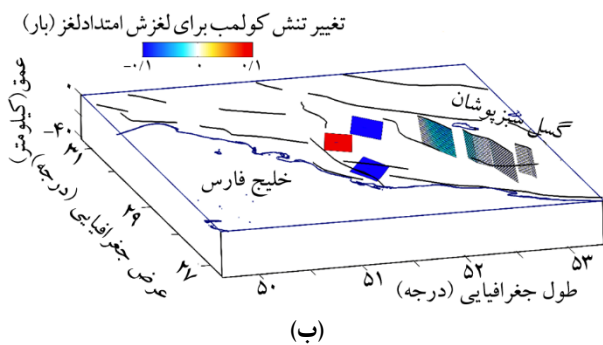 تغییر تنش کولمب برای لغزش امتدادلغز (بار)
-۰/۱ ۰ ۰/۱
عمق(کیلومتر)
۰
-۴۰
گسل سبزپوشان
خلیج فارس
۳۱
۲۹
۲۷
عرض جغرافیایی (درجه)
۵۰ ۵۱ ۵۲ ۵۳
طول جغرافیایی (درجه)
(ب)